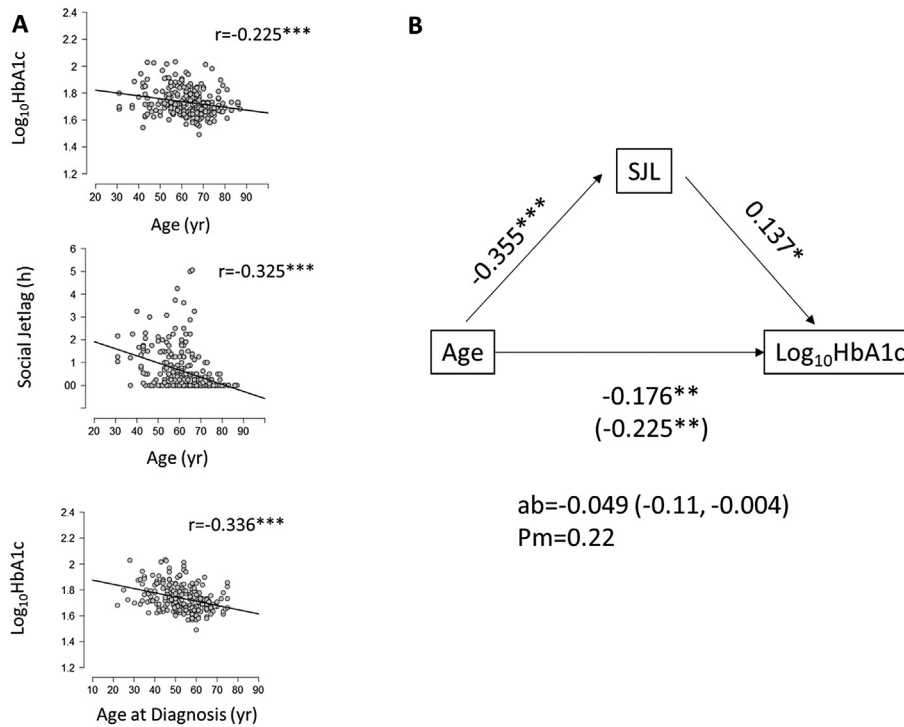 A
Log10HbA1c
r=-0.225***
2.4
2.2
2
1.8
1.6
1.4
1.2
20 30 40 50 60 70 80 90
Age (yr)
Social Jetlag (h)
r=-0.325***
6
5
4
3
2
1
00
20 30 40 50 60 70 80 90
Age (yr)
Log10HbA1c
r=-0.336***
2.4
2.2
2
1.8
1.6
1.4
1.2
10 20 30 40 50 60 70 80 90
Age at Diagnosis (yr)
B
SJL
-0.355***
0.137*
Age
Log10HbA1c
-0.176**
(-0.225**)
ab=-0.049 (-0.11, -0.004)
Pm=0.22